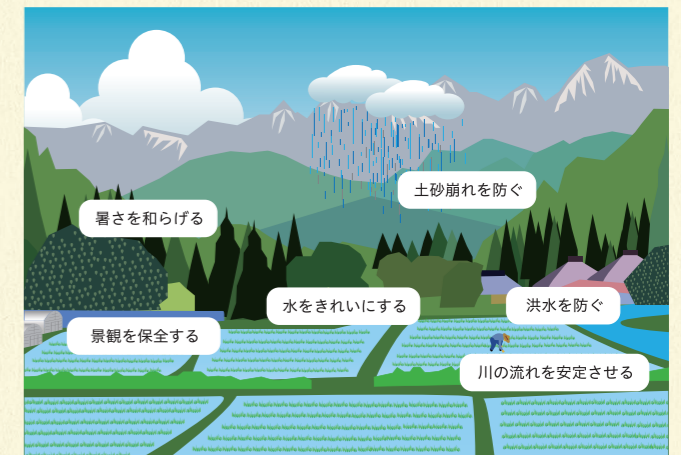 土砂崩れを防ぐ
暑さを和らげる
水をきれいにする
洪水を防ぐ
景観を保全する
川の流れを安定させる